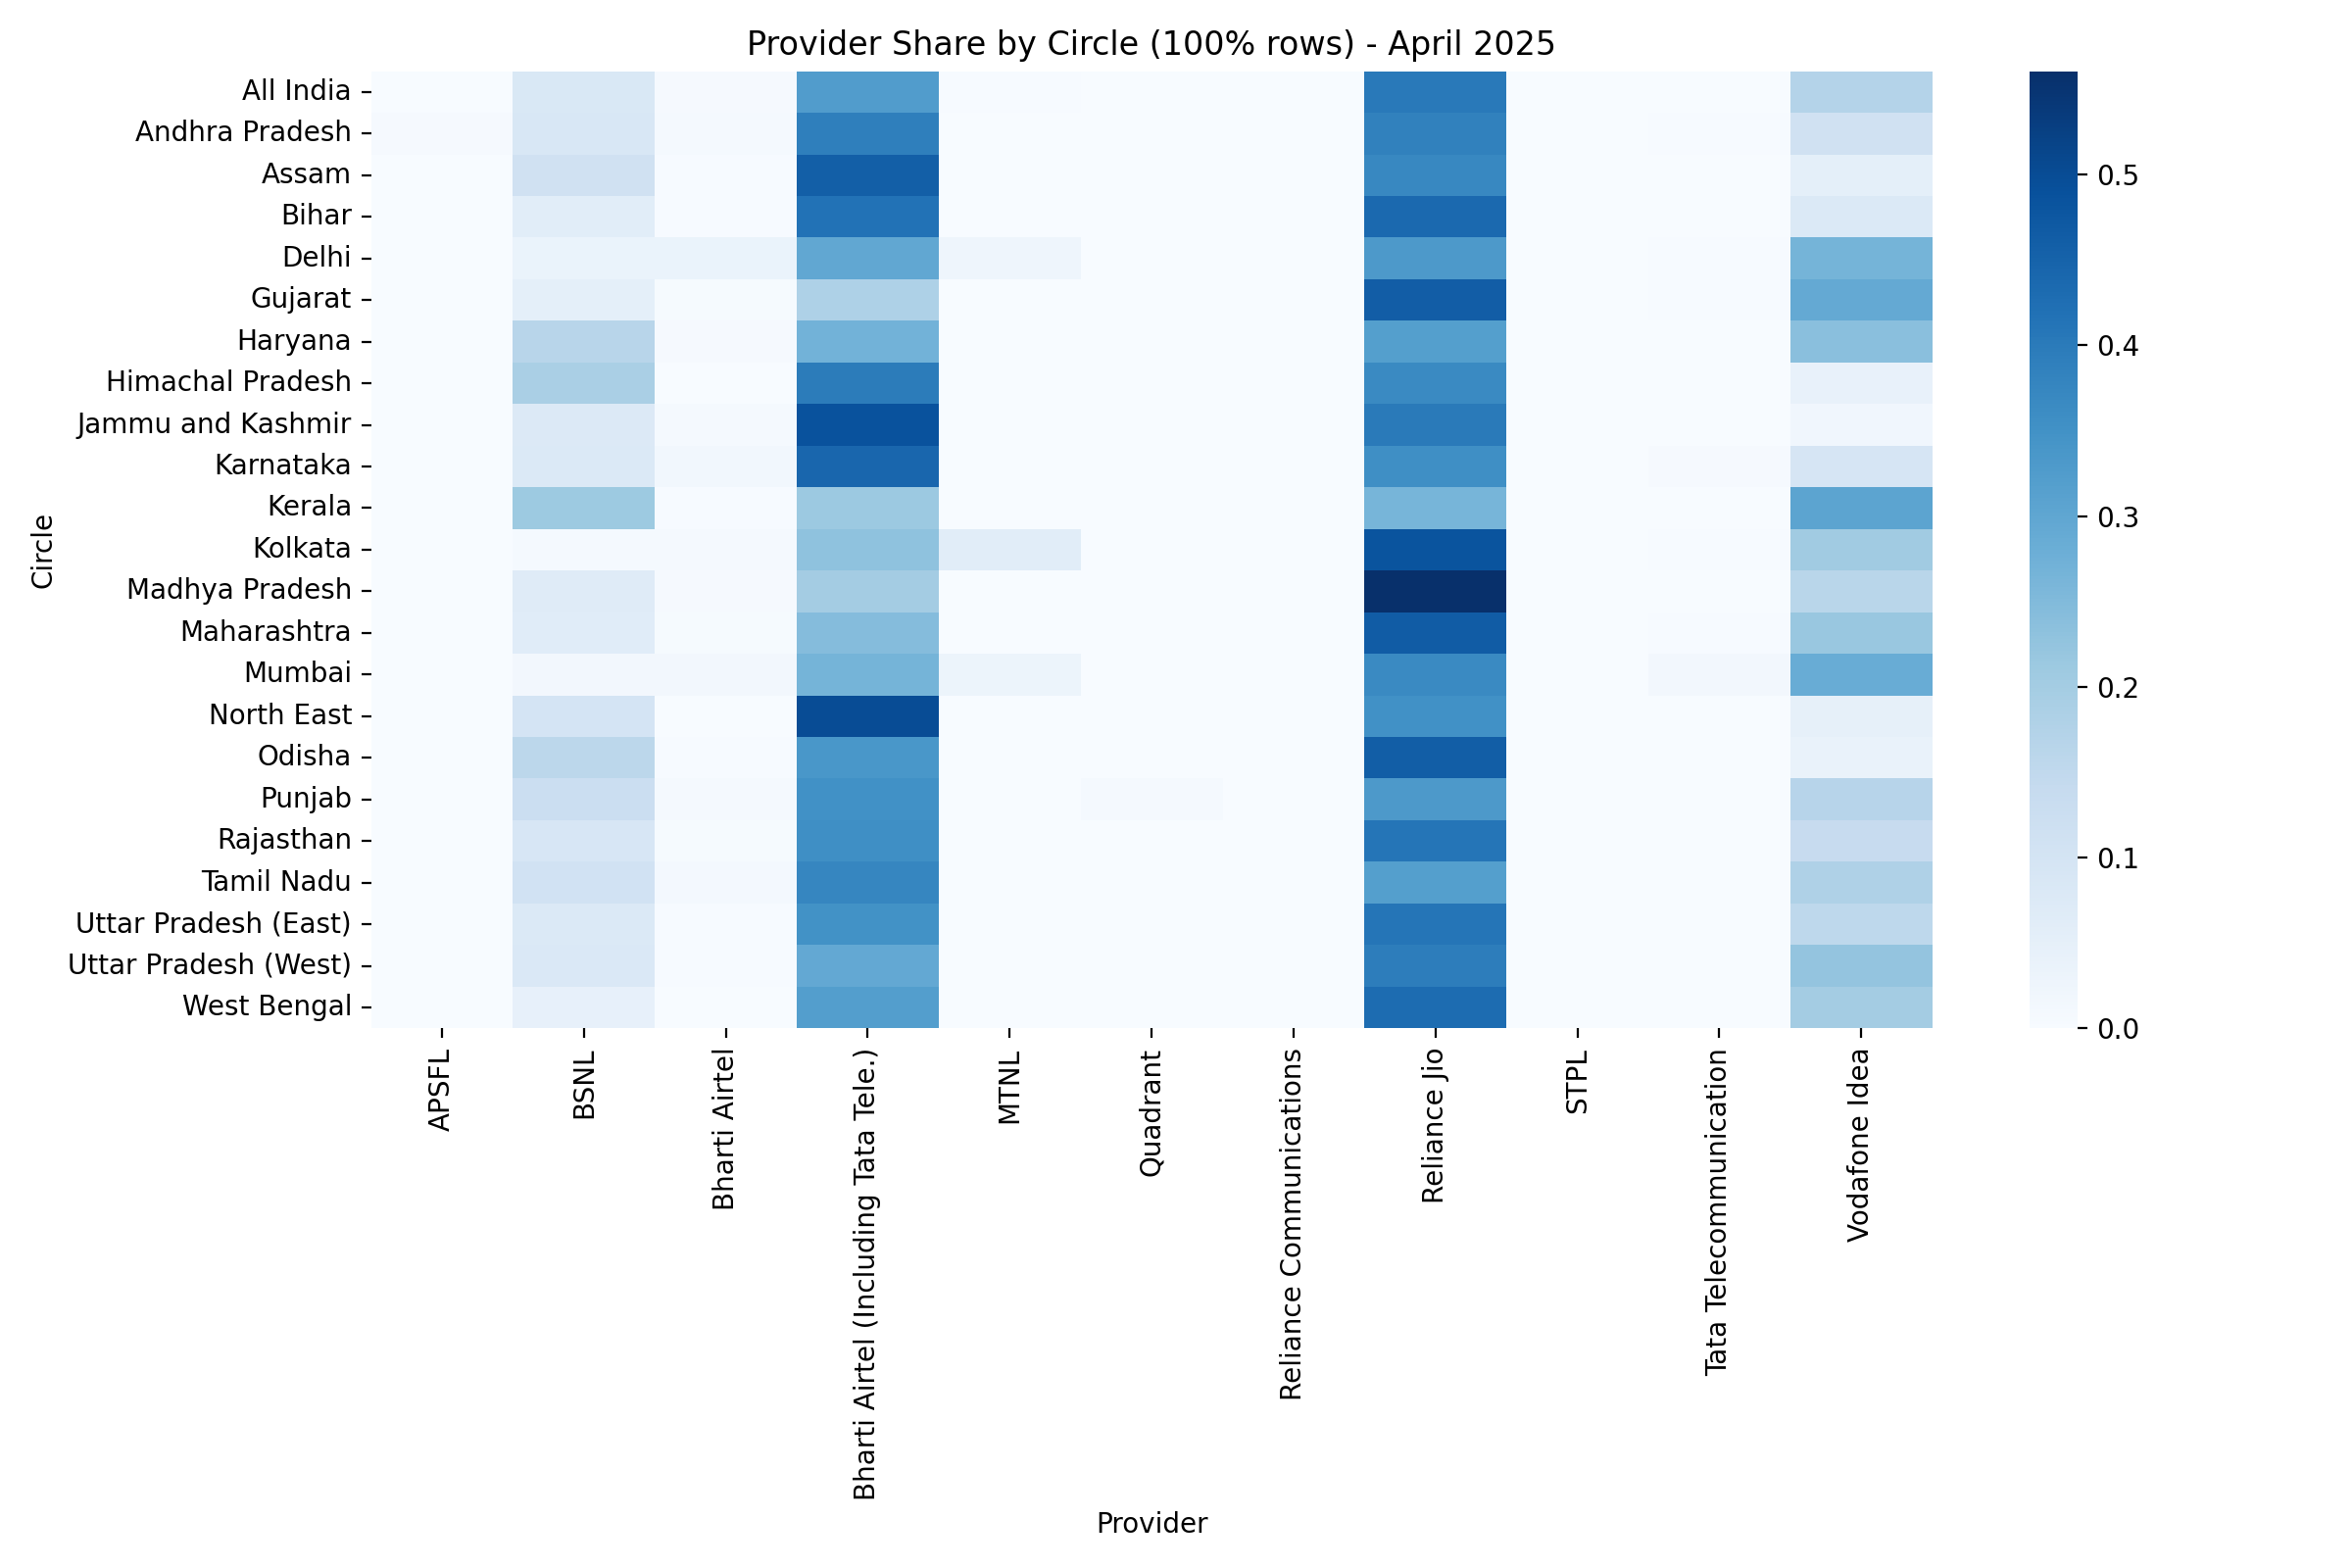 Provider Share by Circle (100% rows) - April 2025
Circle
All India
Andhra Pradesh
Assam
Bihar
Delhi
Gujarat
Haryana
Himachal Pradesh
Jammu and Kashmir
Karnataka
Kerala
Kolkata
Madhya Pradesh
Maharashtra
Mumbai
North East
Odisha
Punjab
Rajasthan
Tamil Nadu
Uttar Pradesh (East)
Uttar Pradesh (West)
West Bengal
APSFL
BSNL
Bharti Airtel
Bharti Airtel (Including Tata Tele.)
MTNL
Quadrant
Reliance Communications
Reliance Jio
STPL
Tata Telecommunication
Vodafone Idea
Provider
0.5
0.4
0.3
0.2
0.1
0.0